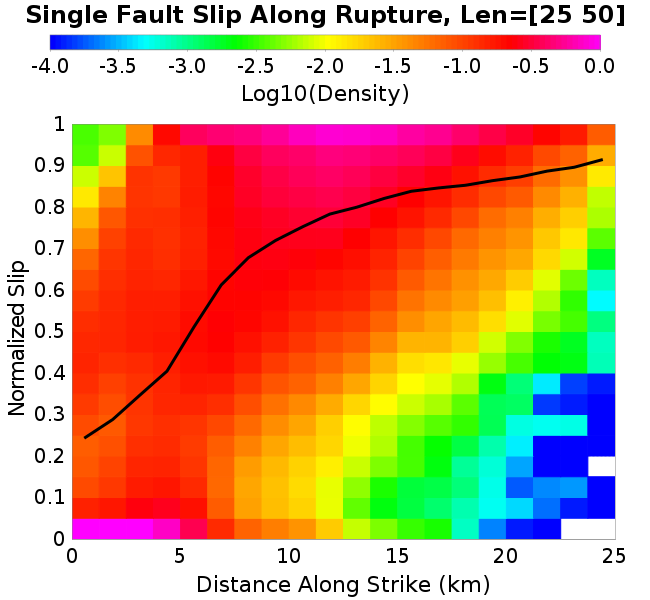 Single Fault Slip Along Rupture, Len=[25 50]
-4.0 -3.5 -3.0 -2.5 -2.0 -1.5 -1.0 -0.5 0.0
Log10(Density)
1
0.9
0.8
0.7
0.6
0.5
0.4
0.3
0.2
0.1
0
Normalized Slip
0 5 10 15 20 25
Distance Along Strike (km)